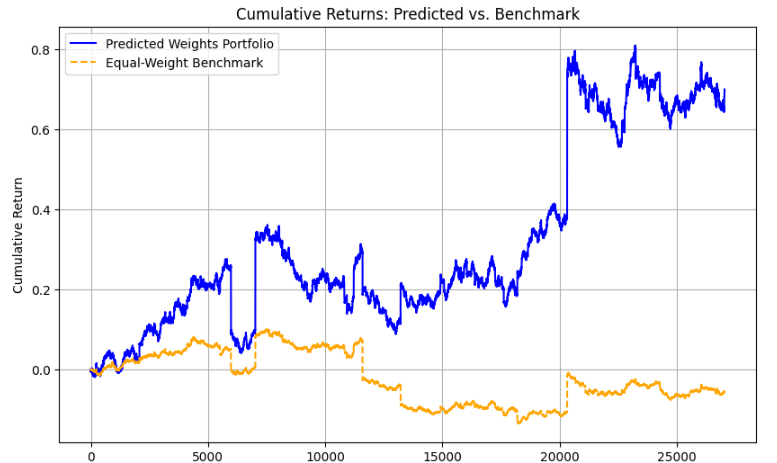 Cumulative Returns: Predicted vs. Benchmark
Predicted Weights Portfolio
Equal-Weight Benchmark
Cumulative Return
0.8
0.6
0.4
0.2
0.0
0 5000 10000 15000 20000 25000